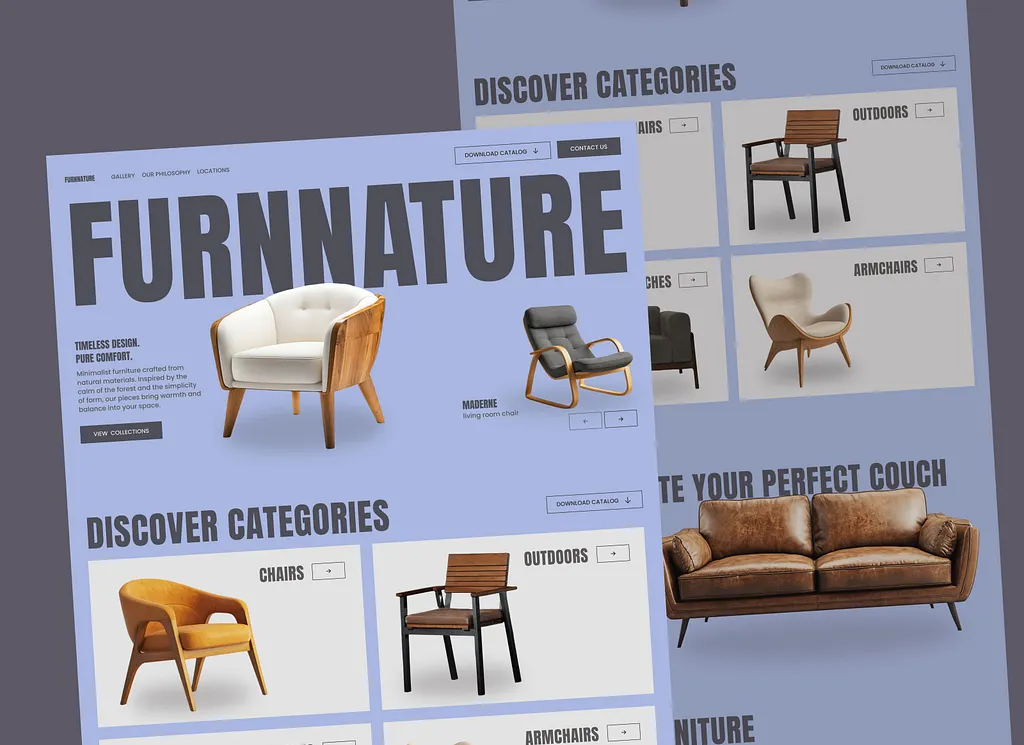 FURNNATURE
GALLERY
OUR PHILOSOPHY
LOCATIONS
DOWNLOAD CATALOG ↓
CONTACT US
FURNNATURE
TIMELESS DESIGN.
PURE COMFORT.
Minimalist furniture crafted from
natural materials. Inspired by the
calm of the forest and the simplicity
of form, our pieces bring warmth and
balance into your space.
VIEW COLLECTIONS
MADERNE
living room chair
← →
DISCOVER CATEGORIES
DOWNLOAD CATALOG ↓
CHAIRS →
OUTDOORS →
ARMCHAIRS →
DISCOVER CATEGORIES
DOWNLOAD CATALOG ↓
AIRS →
OUTDOORS →
CHES →
ARMCHAIRS →
TE YOUR PERFECT COUCH
NITURE